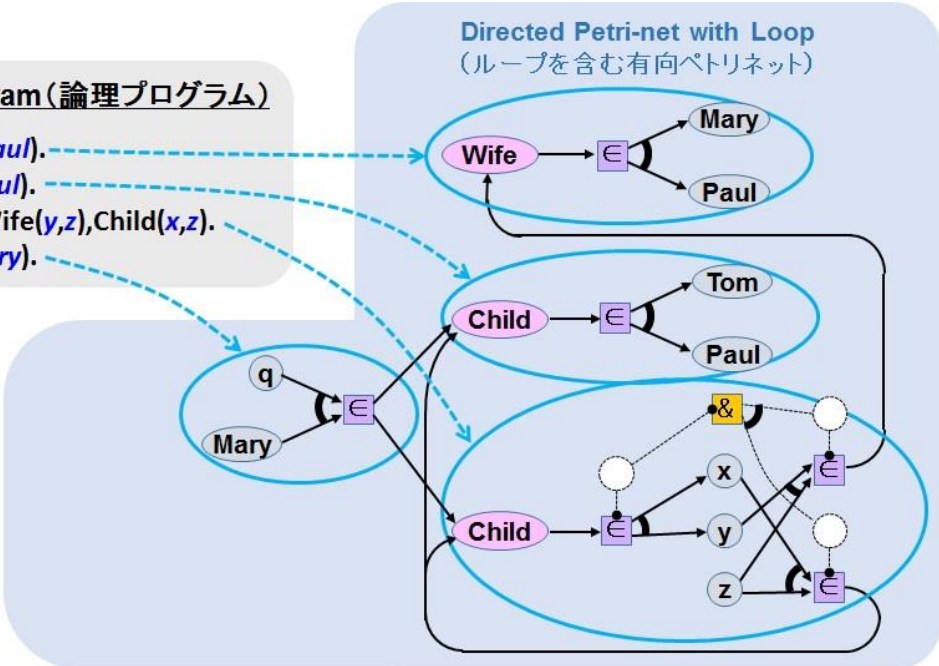 Directed Petri-net with Loop
(ループを含む有向ペトリネット)
am(論理プログラム)
aul).
ul).
Vife(y,z),Child(x,z).
ry).
Wife
∈
Mary
Paul
Child
∈
Tom
Paul
q
Mary
∈
&
Child
∈
x
y
z
∈
∈